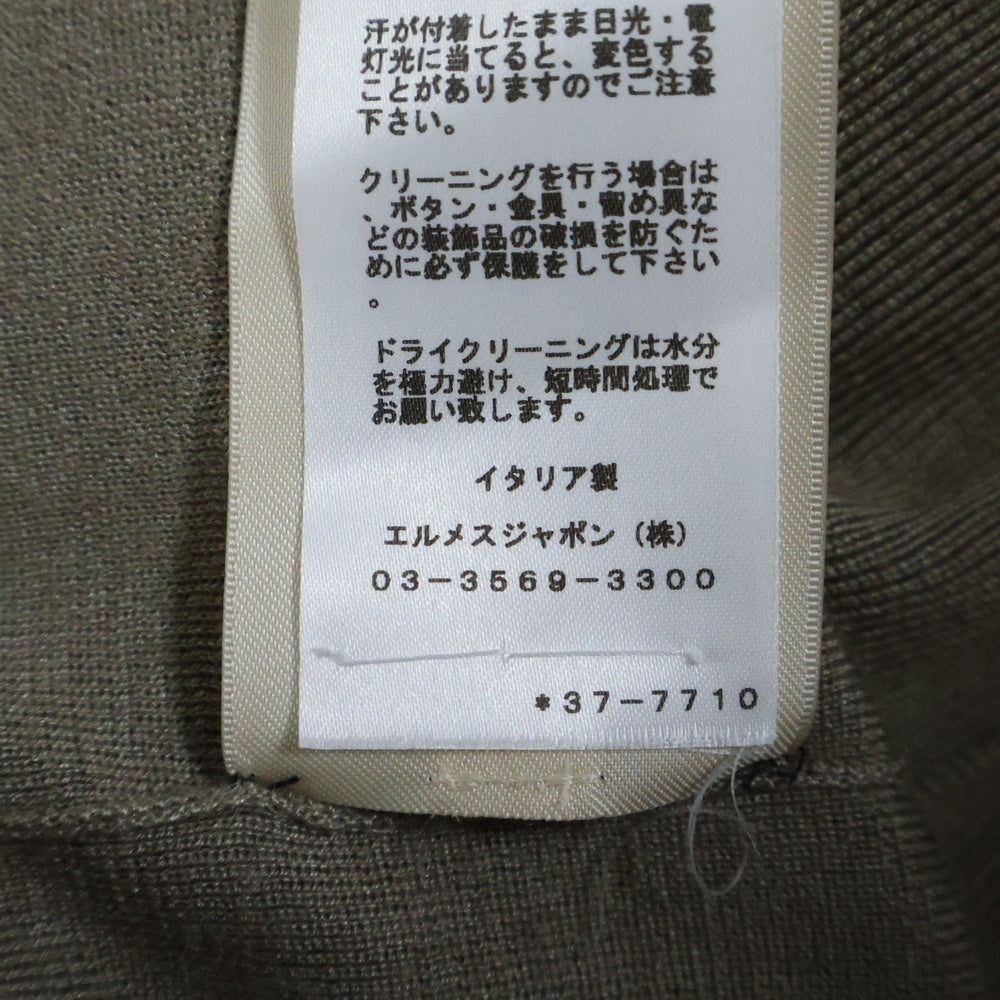 汗が付着したまま日光・電
灯光に当てると、変色する
ことがありますのでご注意
下さい。
クリーニングを行う場合は
、ボタン・金具・留め具な
どの装飾品の破損を防ぐた
めに必ず保護をして下さい
。
ドライクリーニングは水分
を極力避け、短時間処理で
お願い致します。
イタリア製
エルメスジャポン（株）
03-3569-3300
*37-7710